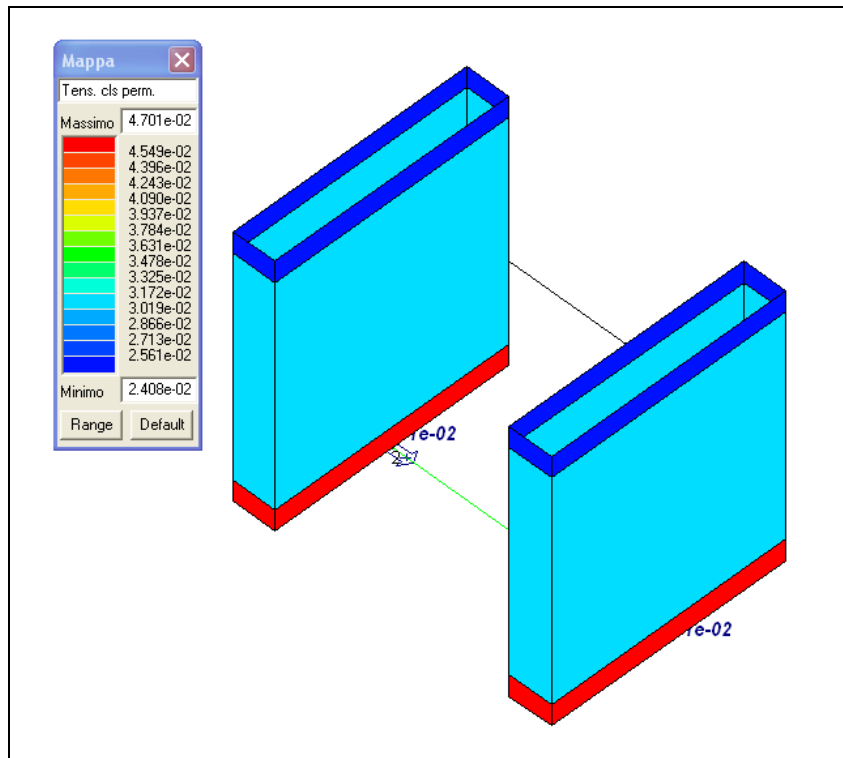 Mappa
Tens. cls perm.
Massimo 4.701e-02
4.549e-02
4.396e-02
4.243e-02
4.090e-02
3.937e-02
3.784e-02
3.631e-02
3.478e-02
3.325e-02
3.172e-02
3.019e-02
2.866e-02
2.713e-02
2.561e-02
Minimo 2.408e-02
Range Default
1e-02
1e-02